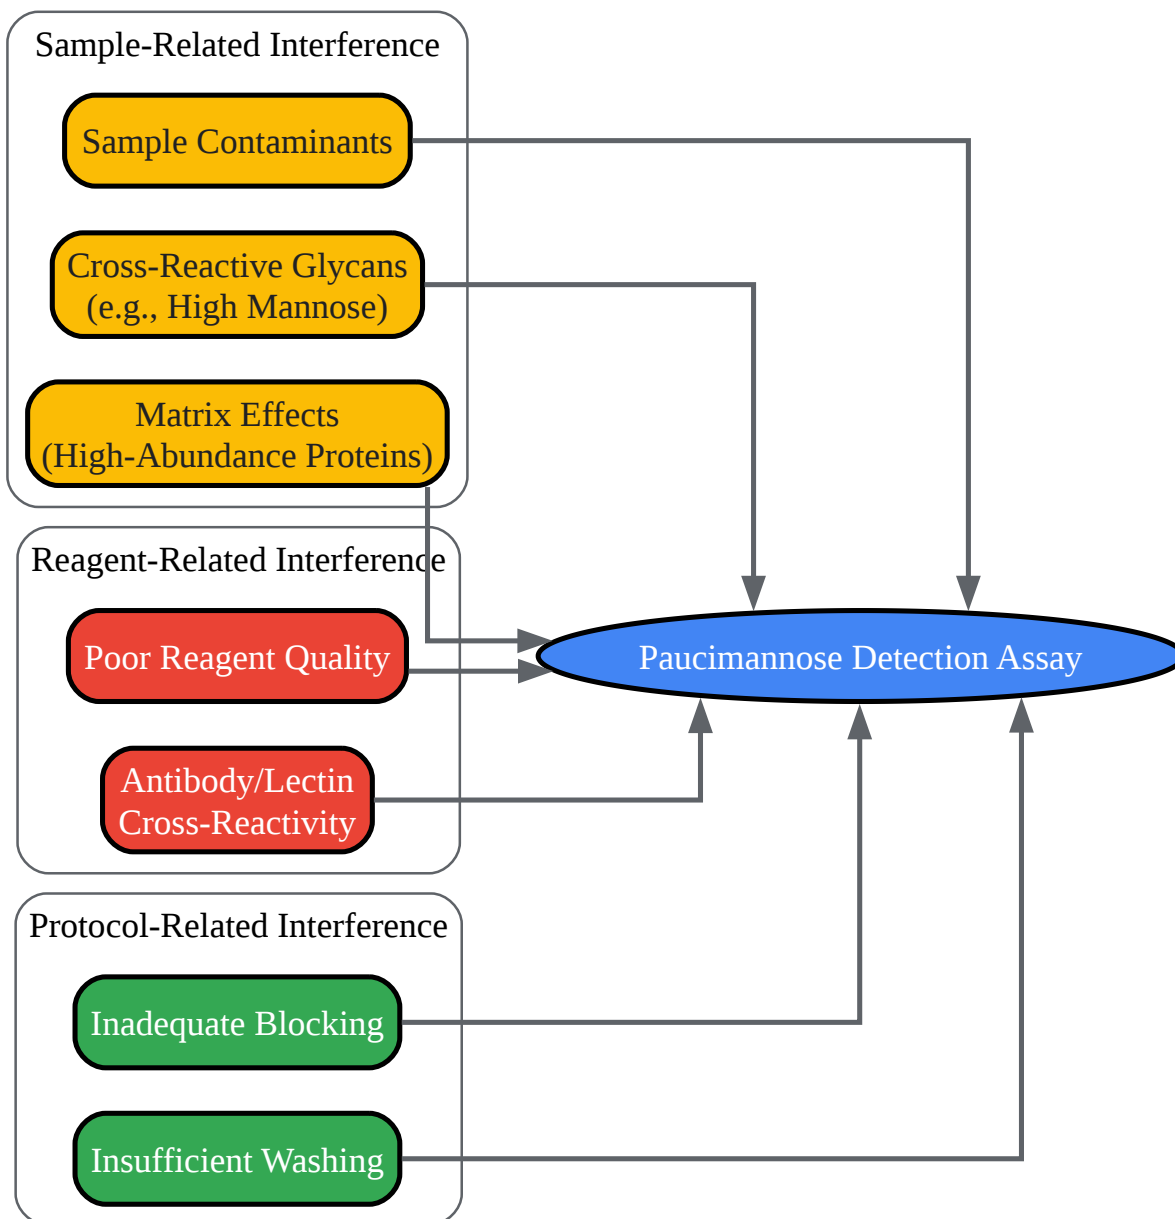 Sample-Related Interference
Sample Contaminants
Cross-Reactive Glycans
(e.g., High Mannose)
Matrix Effects
(High-Abundance Proteins)
Reagent-Related Interference
Poor Reagent Quality
Paucimannose Detection Assay
Antibody/Lectin
Cross-Reactivity
Protocol-Related Interference
Inadequate Blocking
Insufficient Washing